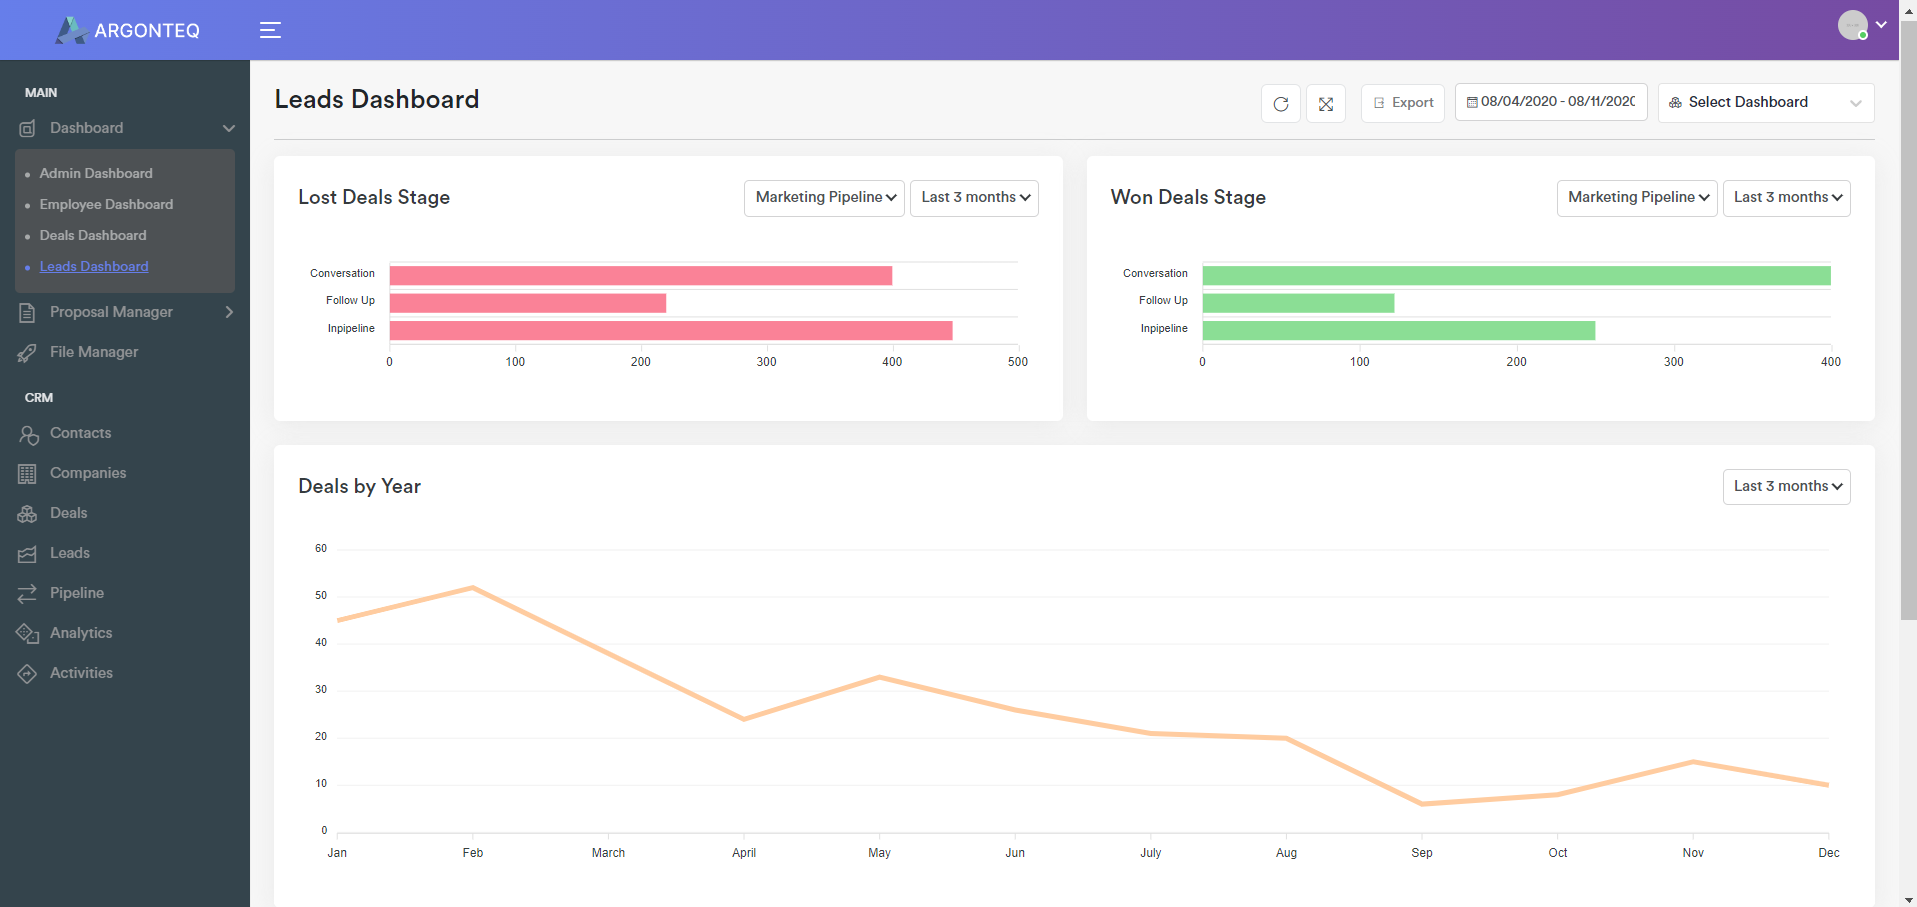 ARGONTEQ
MAIN
Dashboard
Admin Dashboard
Employee Dashboard
Deals Dashboard
Leads Dashboard
Proposal Manager
File Manager
CRM
Contacts
Companies
Deals
Leads
Pipeline
Analytics
Activities
Leads Dashboard
Export
08/04/2020 - 08/11/2020
Select Dashboard
Lost Deals Stage
Marketing Pipeline
Last 3 months
Conversation
Follow Up
Inpipeline
0 100 200 300 400 500
Won Deals Stage
Marketing Pipeline
Last 3 months
Conversation
Follow Up
Inpipeline
0 100 200 300 400
Deals by Year
Last 3 months
60
50
40
30
20
10
0
Jan Feb March April May Jun July Aug Sep Oct Nov Dec